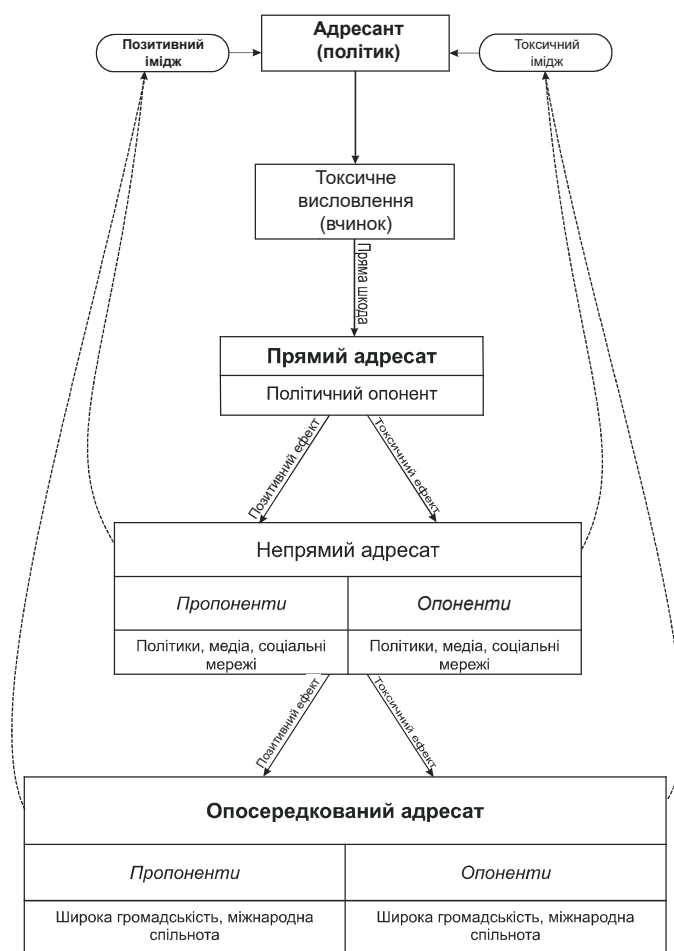 Адресант
(політик)
Позитивний
імідж
Токсичний
імідж
Токсичне
висловлення
(вчинок)
Пряма шкода
Прямий адресат
Політичний опонент
Позитивний ефект
Токсичний ефект
Непрямий адресат
Пропоненти
Опоненти
Політики, медіа, соціальні
мережі
Політики, медіа, соціальні
мережі
Позитивний ефект
Токсичний ефект
Опосередкований адресат
Пропоненти
Опоненти
Широка громадськість, міжнародна
спільнота
Широка громадськість, міжнародна
спільнота